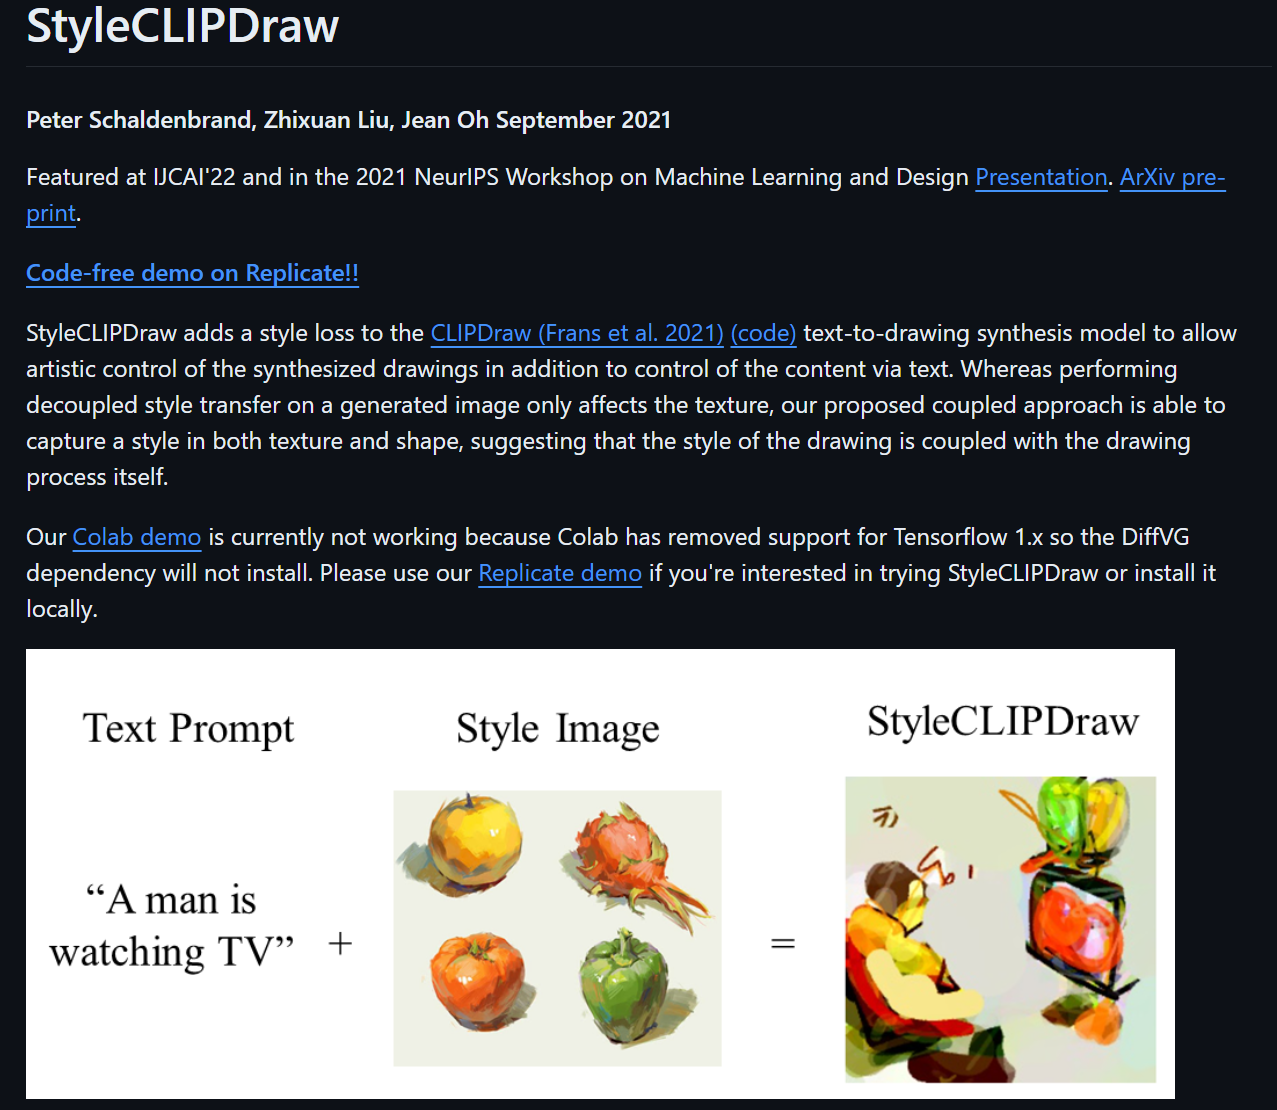 StyleCLIPDraw
Peter Schaldenbrand, Zhixuan Liu, Jean Oh September 2021
Featured at IJCAI'22 and in the 2021 NeurIPS Workshop on Machine Learning and Design Presentation. ArXiv pre-
print.
Code-free demo on Replicate!!
StyleCLIPDraw adds a style loss to the CLIPDraw (Frans et al. 2021) (code) text-to-drawing synthesis model to allow
artistic control of the synthesized drawings in addition to control of the content via text. Whereas performing
decoupled style transfer on a generated image only affects the texture, our proposed coupled approach is able to
capture a style in both texture and shape, suggesting that the style of the drawing is coupled with the drawing
process itself.
Our Colab demo is currently not working because Colab has removed support for Tensorflow 1.x so the DiffVG
dependency will not install. Please use our Replicate demo if you're interested in trying StyleCLIPDraw or install it
locally.
Text Prompt
Style Image
StyleCLIPDraw
“A man is
watching TV”
+
=